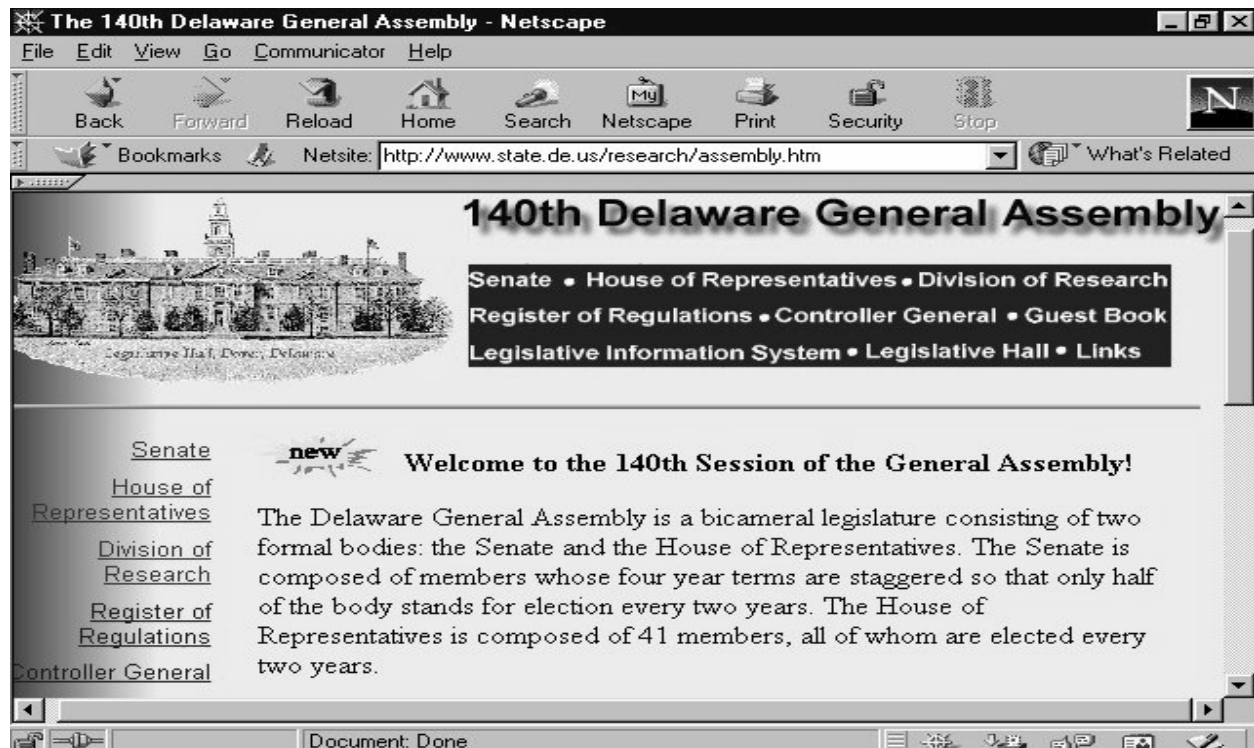 The 140th Delaware General Assembly - Netscape
File Edit View Go Communicator Help
Back Forward Reload Home Search Netscape Print Security Stop
My
N
Bookmarks Netsite: http://www.state.de.us/research/assembly.htm What's Related
140th Delaware General Assembly
Senate • House of Representatives • Division of Research
Register of Regulations • Controller General • Guest Book
Legislative Information System • Legislative Hall • Links
Legislative Hall, Dover, Delaware
Senate
House of
Representatives
Division of
Research
Register of
Regulations
Controller General
new Welcome to the 140th Session of the General Assembly!
The Delaware General Assembly is a bicameral legislature consisting of two
formal bodies: the Senate and the House of Representatives. The Senate is
composed of members whose four year terms are staggered so that only half
of the body stands for election every two years. The House of
Representatives is composed of 41 members, all of whom are elected every
two years.
Document: Done